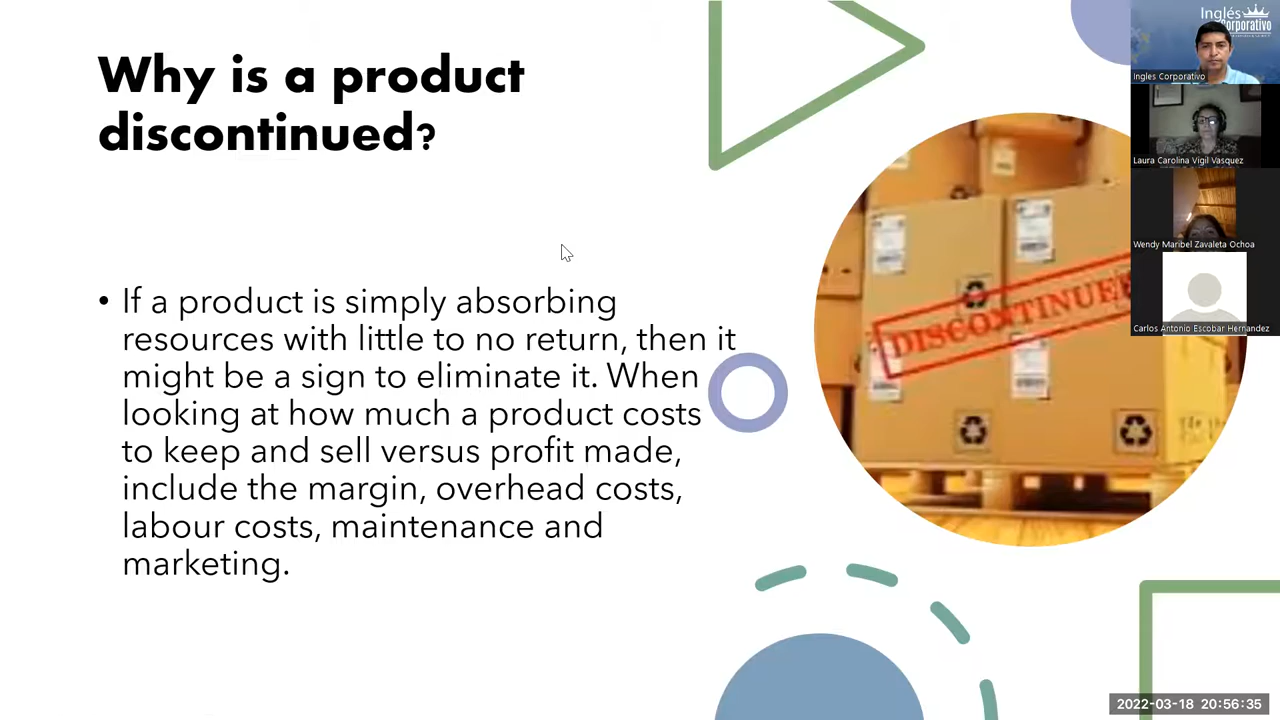 Why is a product
discontinued?
• If a product is simply absorbing
resources with little to no return, then it
might be a sign to eliminate it. When
looking at how much a product costs
to keep and sell versus profit made,
include the margin, overhead costs,
labour costs, maintenance and
marketing.
DISCONTINUE
Inglés
Corporativo
Ingles Corporativo
Laura Carolina Vigil Vasquez
Wendy Maribel Zavaleta Ochoa
Carlos Antonio Escobar Hernandez
2022-03-18 20:56:35